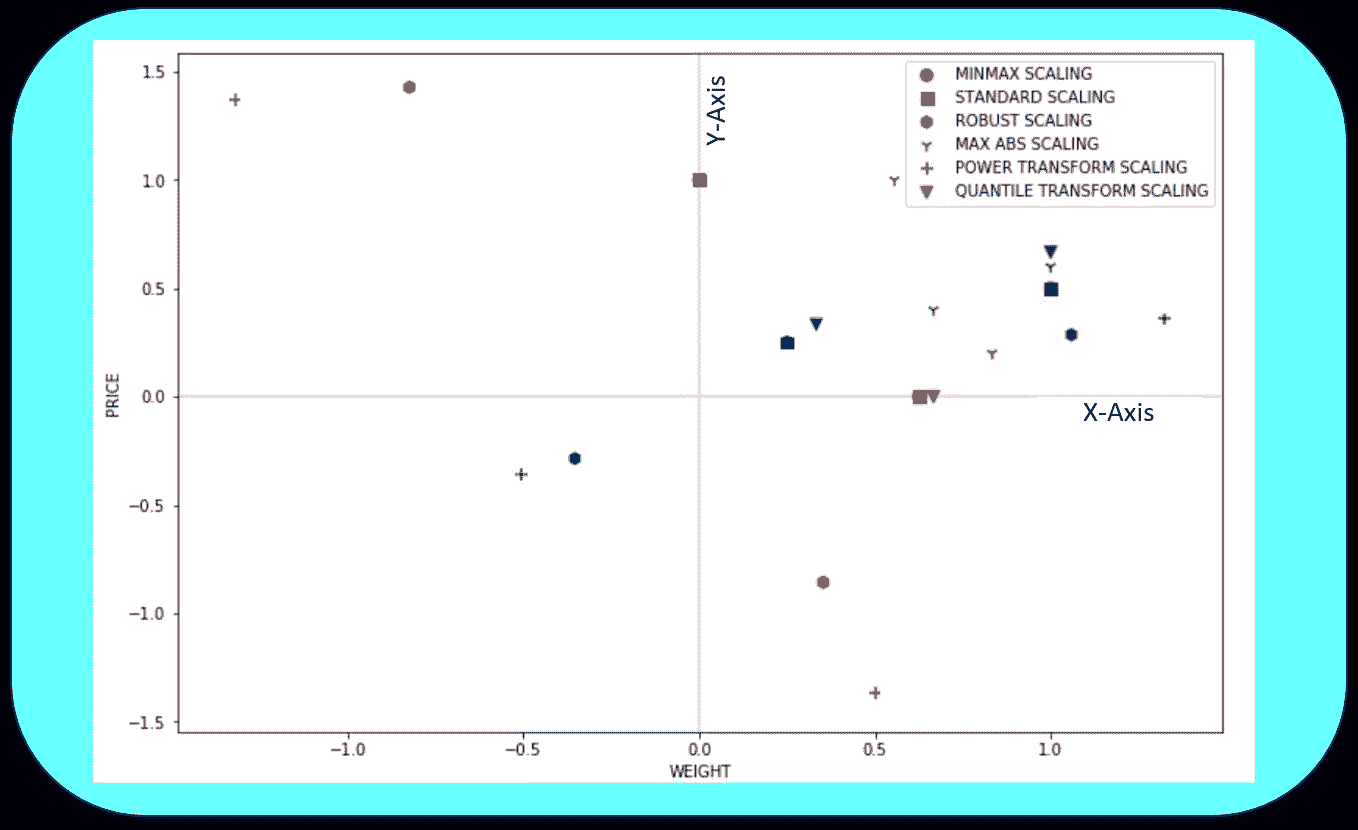 1.5
1.0
0.5
0.0
−0.5
−1.0
−1.5
PRICE
Y-Axis
MINMAX SCALING
STANDARD SCALING
ROBUST SCALING
MAX ABS SCALING
POWER TRANSFORM SCALING
QUANTILE TRANSFORM SCALING
X-Axis
−1.0 −0.5 0.0 0.5 1.0
WEIGHT